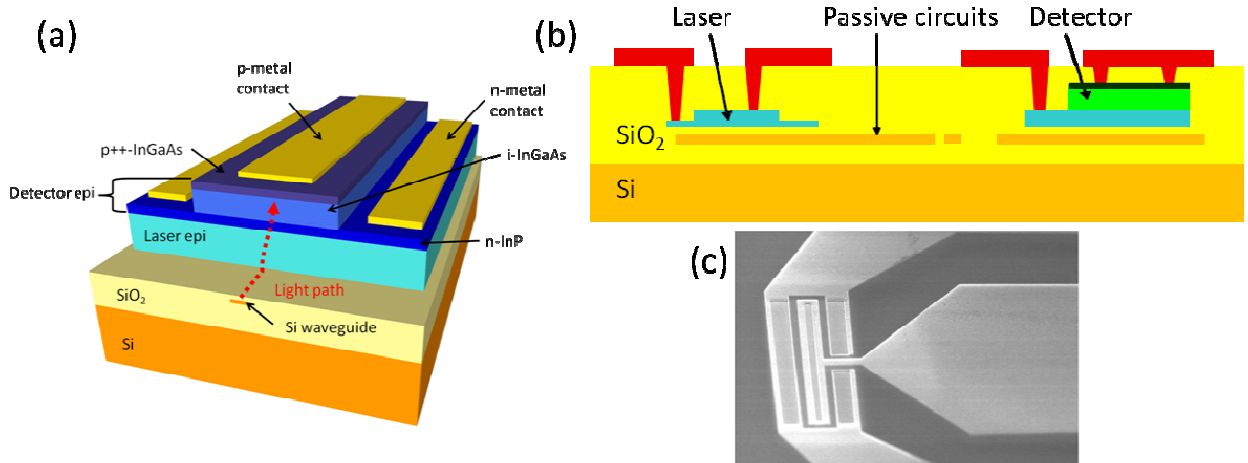 (a)
p-metal
contact
n-metal
contact
p++-InGaAs
i-InGaAs
Detector epi
Laser epi
n-InP
Light path
SiO2
Si waveguide
Si
(b)
Laser
Passive circuits
Detector
SiO2
Si
(c)